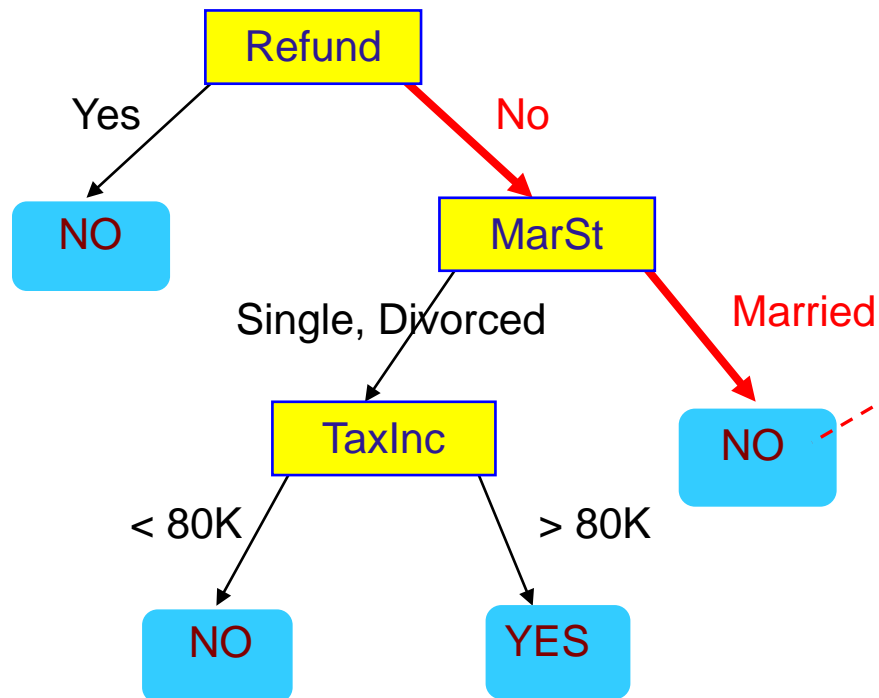 Refund
Yes
No
NO
MarSt
Single, Divorced
Married
TaxInc
NO
< 80K
> 80K
NO
YES